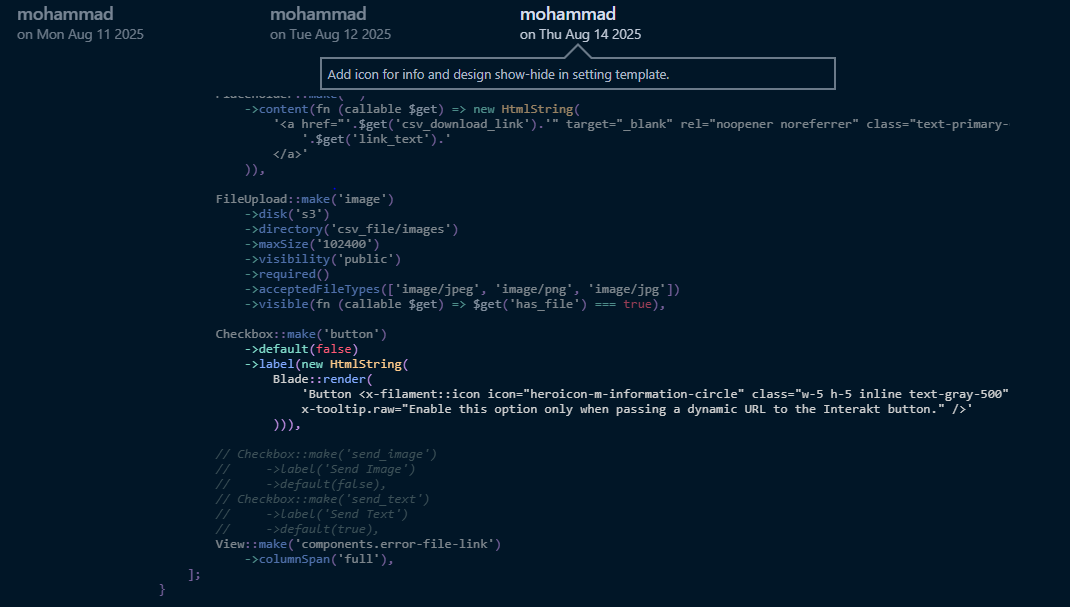 mohammad
on Mon Aug 11 2025
mohammad
on Tue Aug 12 2025
mohammad
on Thu Aug 14 2025
Add icon for info and design show-hide in setting template.
->content(fn (callable $get) => new HtmlString(
'<a href="'.$get('csv_download_link').'" target="_blank" rel="noopener noreferrer" class="text-primary-
'.$get('link_text').'
</a>'
)),
FileUpload::make('image')
->disk('s3')
->directory('csv_file/images')
->maxSize('102400')
->visibility('public')
->required()
->acceptedFileTypes(['image/jpeg', 'image/png', 'image/jpg'])
->visible(fn (callable $get) => $get('has_file') === true),
Checkbox::make('button')
->default(false)
->label(new HtmlString(
Blade::render(
'Button <x-filament::icon icon="heroicon-m-information-circle" class="w-5 h-5 inline text-gray-500"
x-tooltip.raw="Enable this option only when passing a dynamic URL to the Interakt button." />'
))),
// Checkbox::make('send_image')
//     ->label('Send Image')
//     ->default(false),
// Checkbox::make('send_text')
//     ->label('Send Text')
//     ->default(true),
View::make('components.error-file-link')
->columnSpan('full'),
];
}